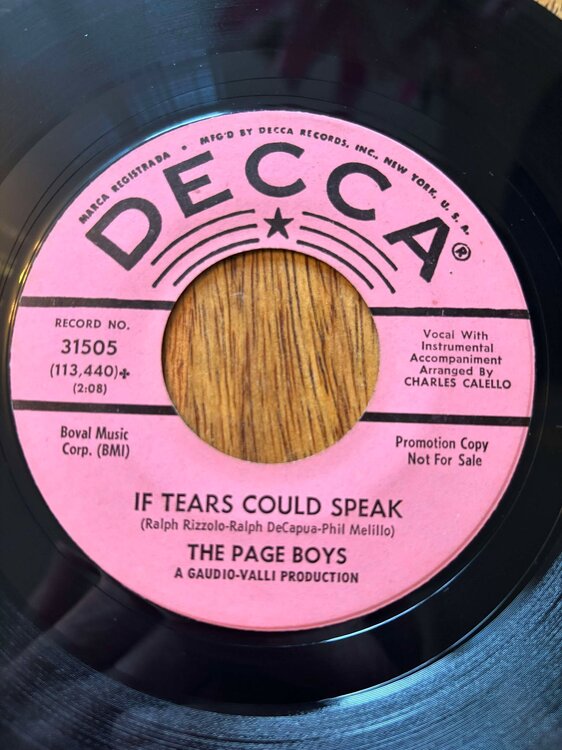 MARCA REGISTRADA • MFG'D BY DECCA RECORDS, INC., NEW YORK, U. S. A.
DECCA®
RECORD NO.
31505
(113,440)✤
(2:08)
Vocal With
Instrumental
Accompaniment
Arranged By
CHARLES CALELLO
Boval Music
Corp. (BMI)
Promotion Copy
Not For Sale
IF TEARS COULD SPEAK
(Ralph Rizzolo-Ralph DeCapua-Phil Melillo)
THE PAGE BOYS
A GAUDIO-VALLI PRODUCTION